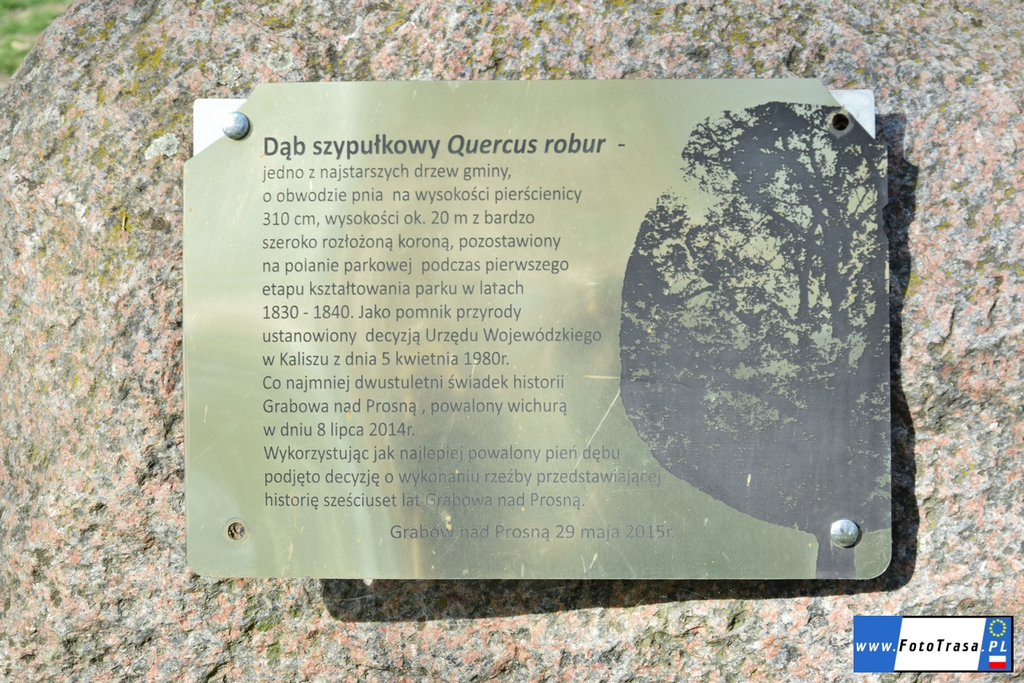 Dąb szypułkowy Quercus robur -
jedno z najstarszych drzew gminy,
o obwodzie pnia na wysokości pierścienicy
310 cm, wysokości ok. 20 m z bardzo
szeroko rozłożoną koroną, pozostawiony
na polanie parkowej podczas pierwszego
etapu kształtowania parku w latach
1830 - 1840. Jako pomnik przyrody
ustanowiony decyzją Urzędu Wojewódzkiego
w Kaliszu z dnia 5 kwietnia 1980r.
Co najmniej dwustuletni świadek historii
Grabowa nad Prosną , powalony wichurą
w dniu 8 lipca 2014r.
Wykorzystując jak najlepiej powalony pień dębu
podjęto decyzję o wykonaniu rzeźby przedstawiającej
historię sześciuset lat Grabowa nad Prosną.
Grabów nad Prosną 29 maja 2015r.
www.FotoTrasa.PL